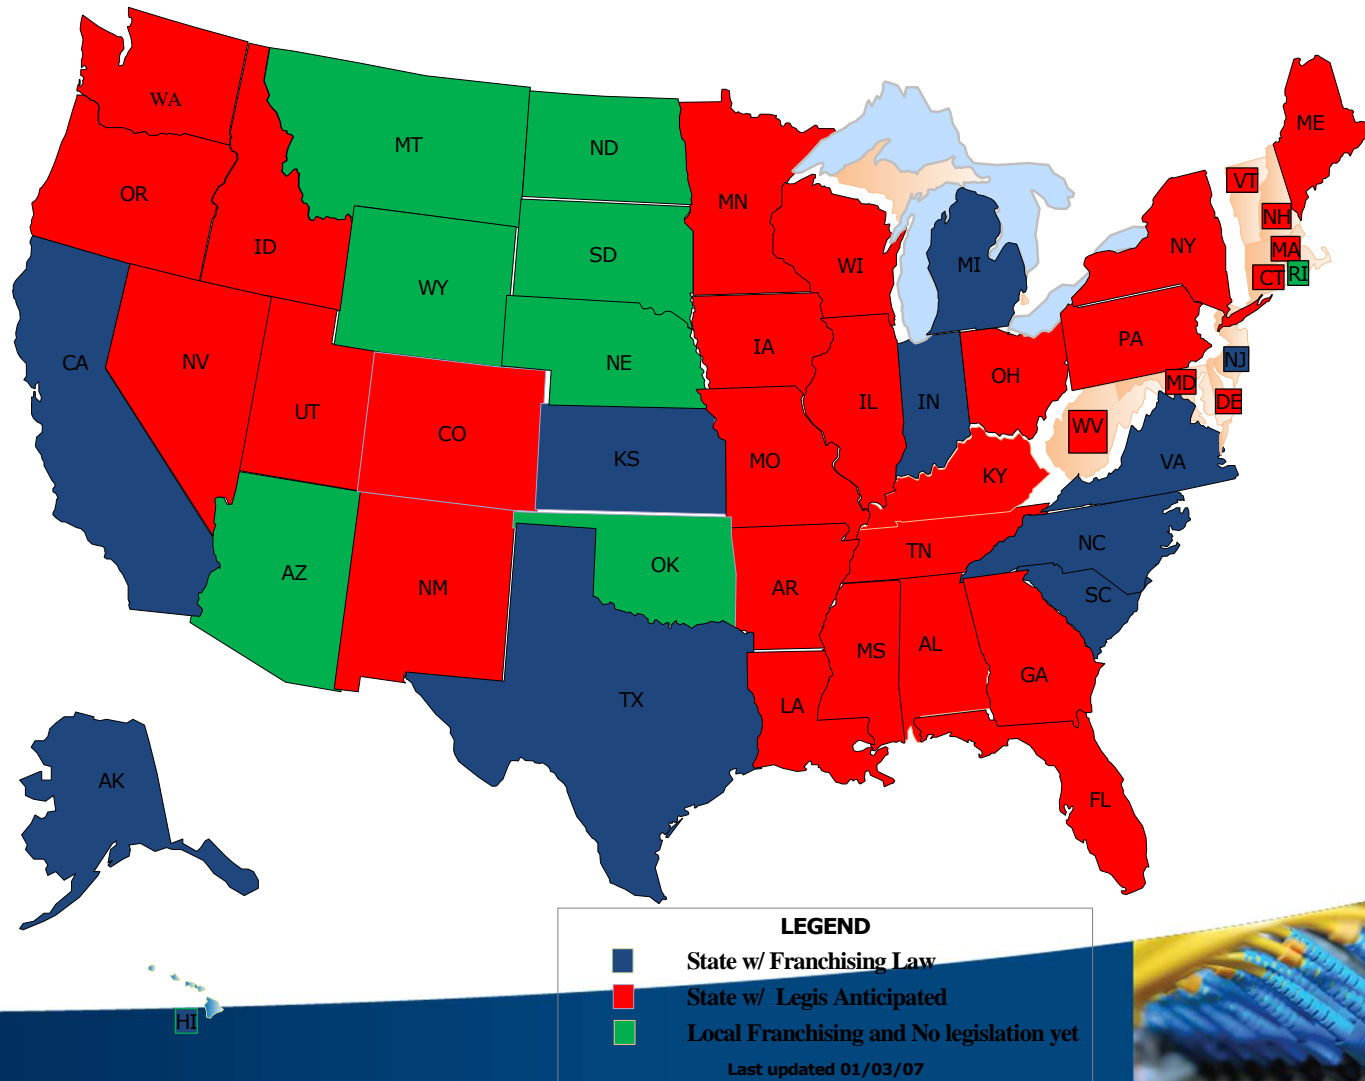 WA
MT
ND
ME
OR
MN
VT
NH
ID
SD
WI
MI
NY
MA
CT
RI
WY
CA
NV
NE
IA
PA
NJ
OH
MD
UT
CO
IL
IN
DE
WV
KS
MO
KY
VA
AZ
NM
OK
AR
TN
NC
SC
MS
AL
GA
TX
LA
AK
FL
HI
LEGEND
State w/ Franchising Law
State w/ Legis Anticipated
Local Franchising and No legislation yet
Last updated 01/03/07